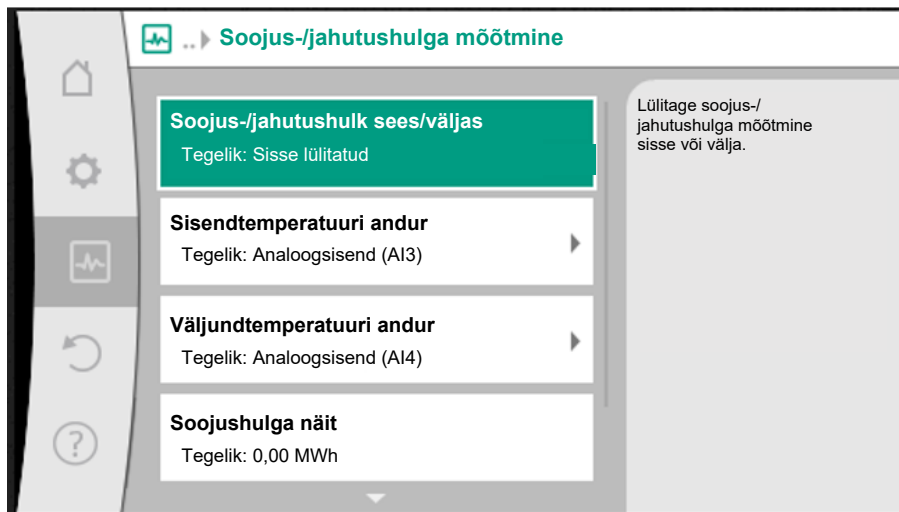 .. Soojus-/jahutushulga mõõtmine
Soojus-/jahutushulk sees/väljas
Tegelik: Sisse lülitatud
Sisendtemperatuuri andur
Tegelik: Analoogsisend (AI3)
Väljundtemperatuuri andur
Tegelik: Analoogsisend (AI4)
Soojushulga näit
Tegelik: 0,00 MWh
Lülitage soojus-/
jahutushulga mõõtmine
sisse või välja.
?